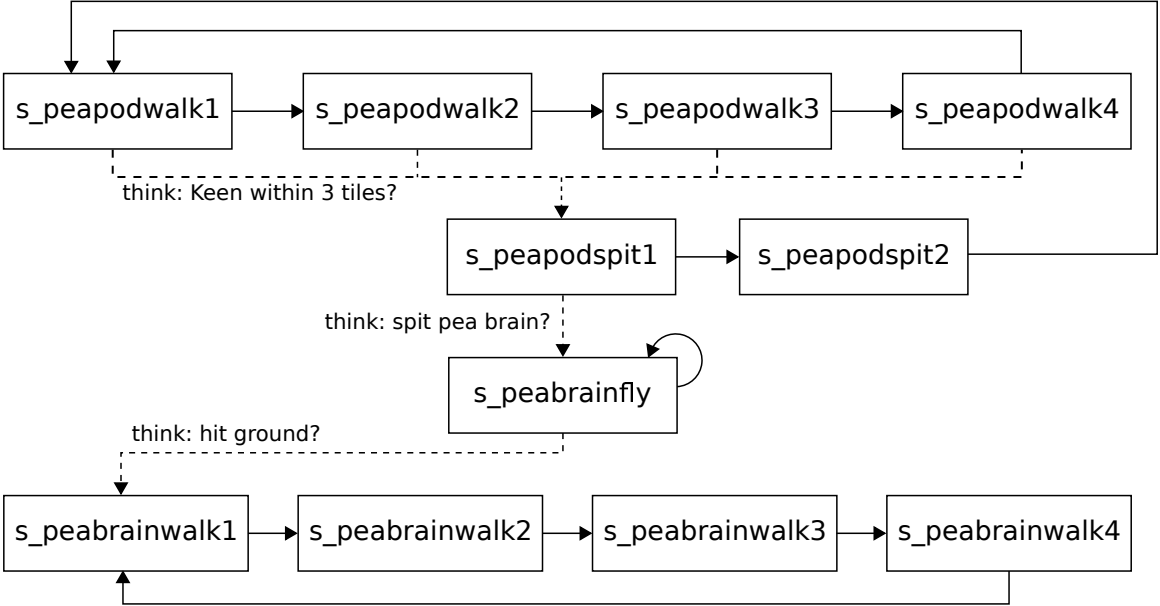 s_peapodwalk1
s_peapodwalk2
s_peapodwalk3
s_peapodwalk4
think: Keen within 3 tiles?
s_peapodspit1
s_peapodspit2
think: spit pea brain?
s_peabrainfly
think: hit ground?
s_peabrainwalk1
s_peabrainwalk2
s_peabrainwalk3
s_peabrainwalk4